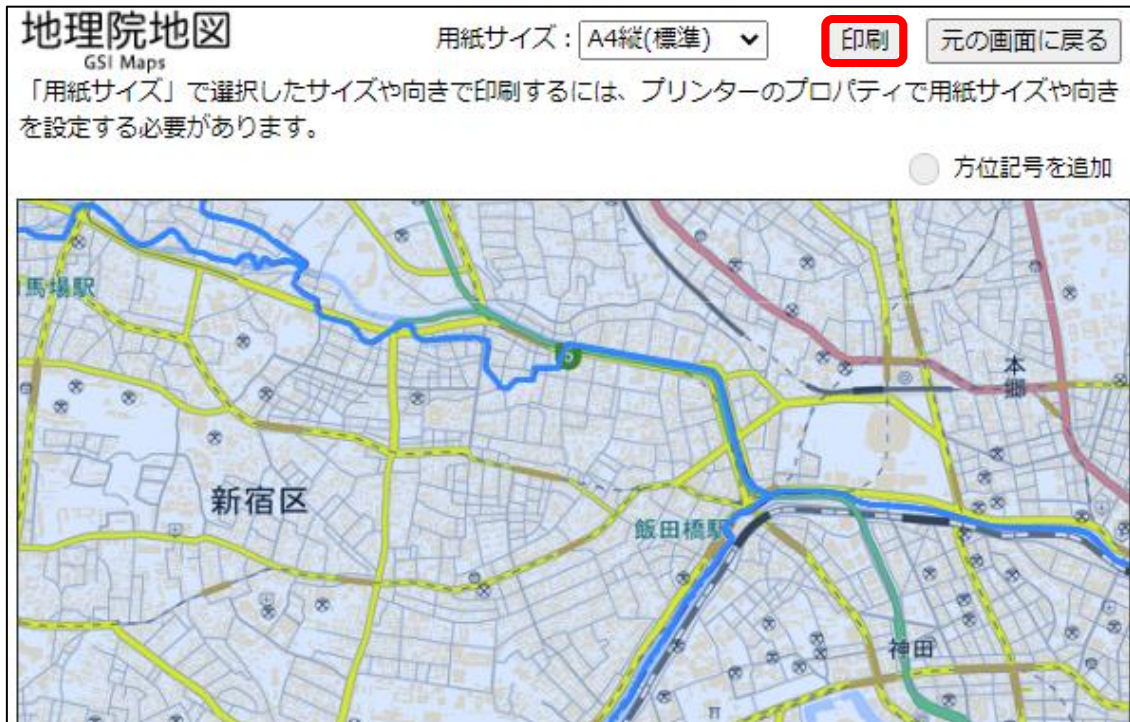 地理院地図
GSI Maps
用紙サイズ： A4縦(標準)
印刷
元の画面に戻る
「用紙サイズ」で選択したサイズや向きで印刷するには、プリンターのプロパティで用紙サイズや向き
を設定する必要があります。
方位記号を追加
馬場駅
本郷
新宿区
飯田橋駅
神田